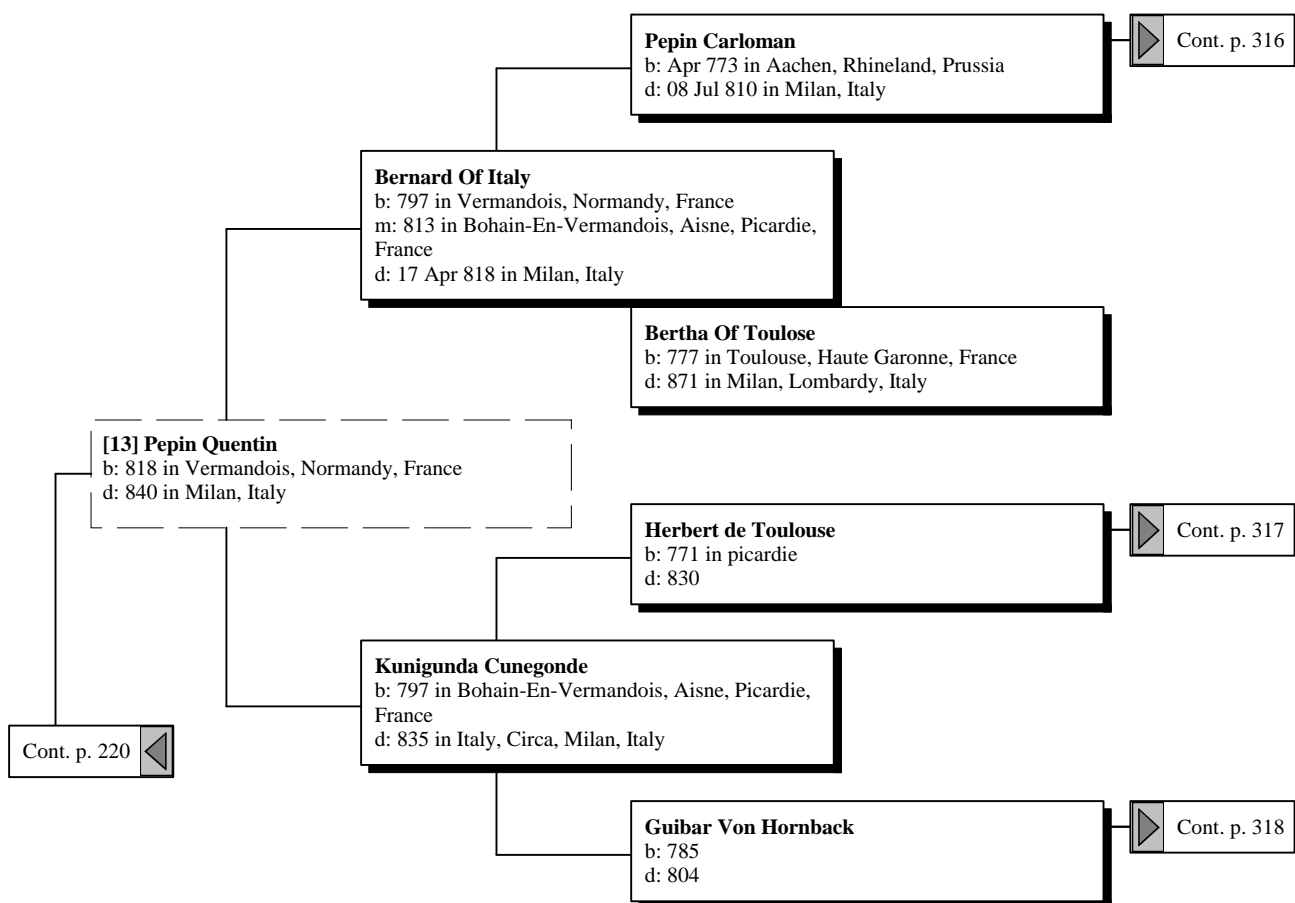 Pepin Carloman
b: Apr 773 in Aachen, Rhineland, Prussia
d: 08 Jul 810 in Milan, Italy
Cont. p. 316
Bernard Of Italy
b: 797 in Vermandois, Normandy, France
m: 813 in Bohain-En-Vermandois, Aisne, Picardie,
France
d: 17 Apr 818 in Milan, Italy
Bertha Of Toulose
b: 777 in Toulouse, Haute Garonne, France
d: 871 in Milan, Lombardy, Italy
[13] Pepin Quentin
b: 818 in Vermandois, Normandy, France
d: 840 in Milan, Italy
Herbert de Toulouse
b: 771 in picardie
d: 830
Cont. p. 317
Kunigunda Cunegonde
b: 797 in Bohain-En-Vermandois, Aisne, Picardie,
France
d: 835 in Italy, Circa, Milan, Italy
Cont. p. 220
Guibar Von Hornback
b: 785
d: 804
Cont. p. 318